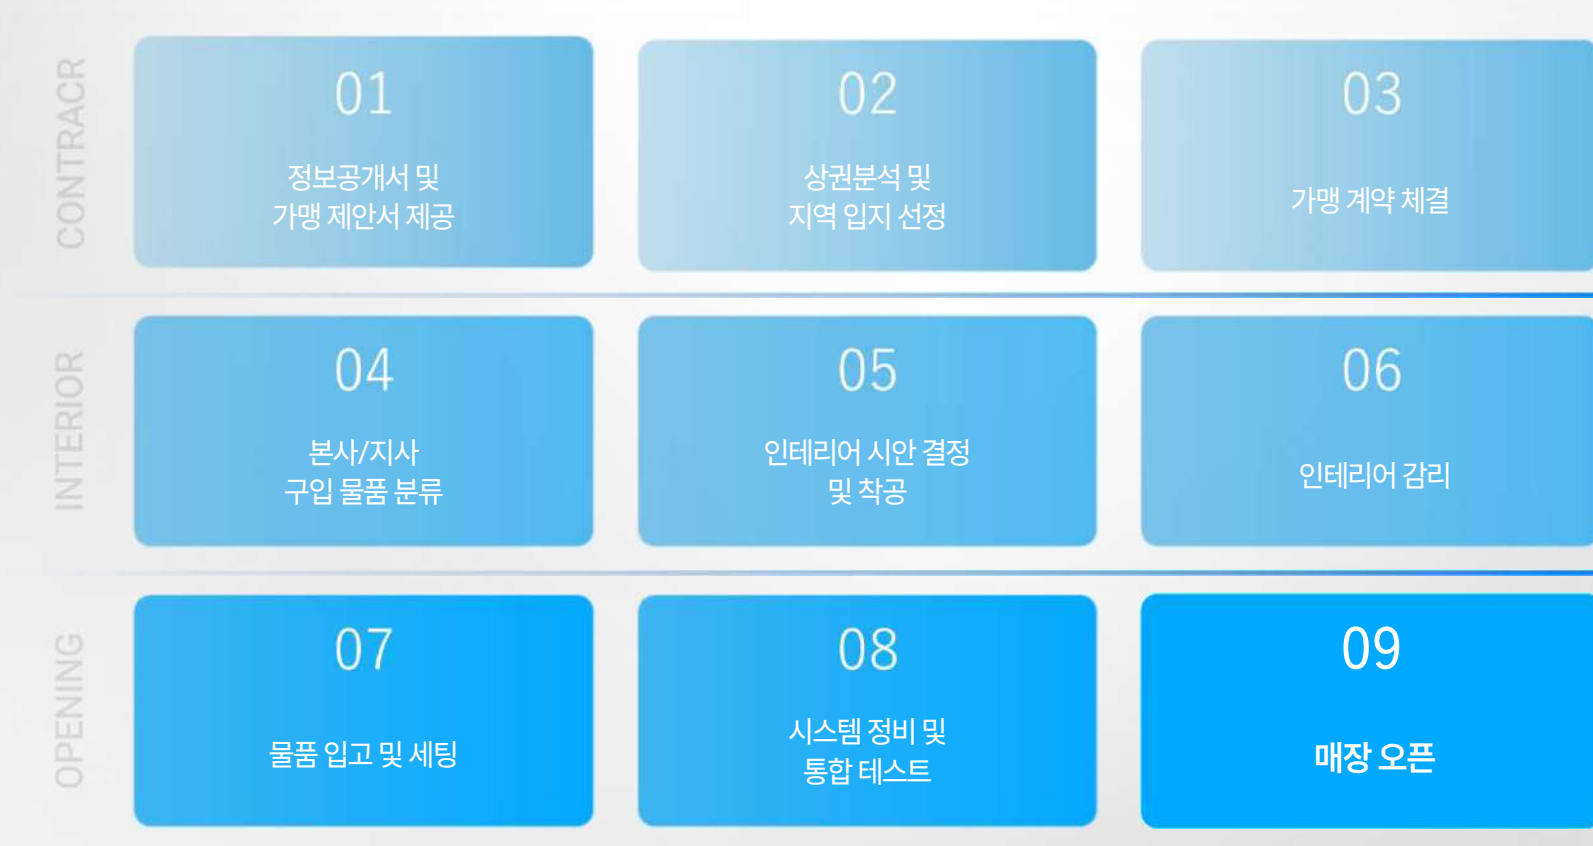 CONTRACR
01
정보공개서 및
가맹 제안서 제공
02
상권분석 및
지역 입지 선정
03
가맹 계약 체결
INTERIOR
04
본사/지사
구입 물품 분류
05
인테리어 시안 결정
및 착공
06
인테리어 감리
OPENING
07
물품 입고 및 세팅
08
시스템 정비 및
통합 테스트
09
매장 오픈